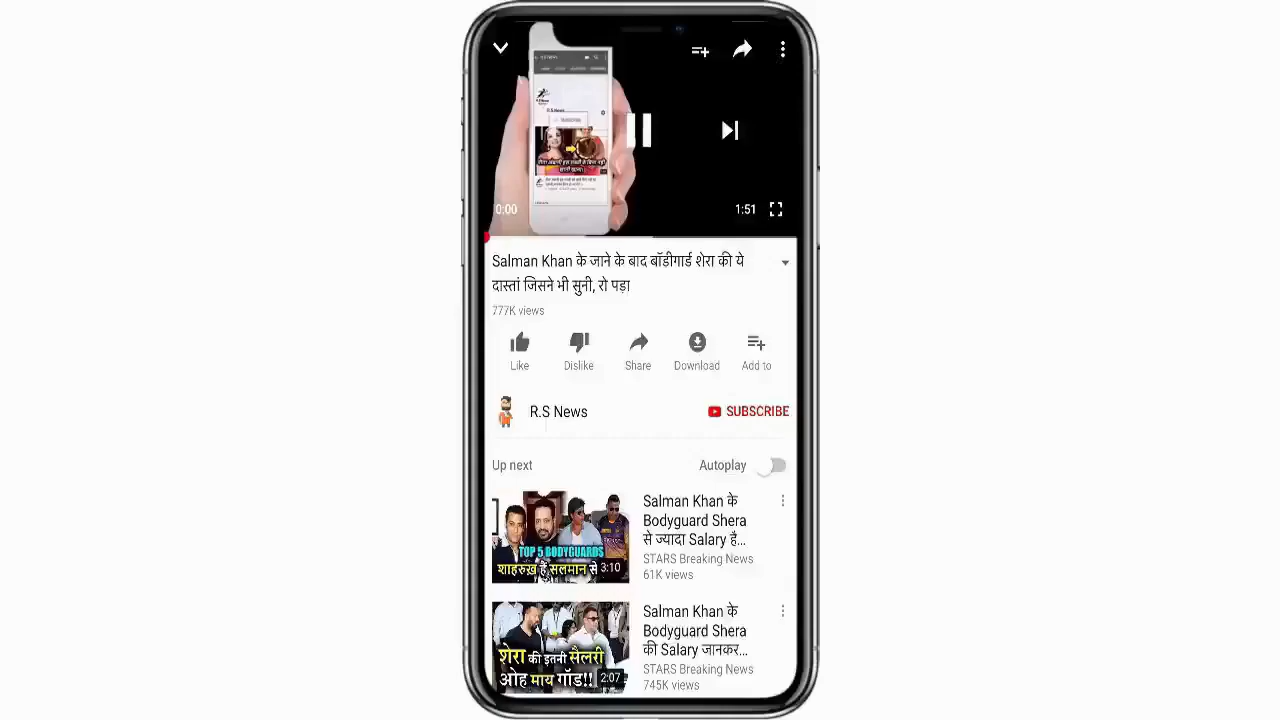 R.S News
0:00
1:51
Salman Khan के जाने के बाद बॉडीगार्ड शेरा की ये
दास्तां जिसने भी सुनी, रो पड़ा
777K views
Like Dislike Share Download Add to
R.S News
SUBSCRIBE
Up next
Autoplay
TOP 5 BODYGUARDS
शाहरुख़ हैं सलमान से
3:10
Salman Khan के
Bodyguard Shera
से ज्यादा Salary है...
STARS Breaking News
61K views
शेरा की इतनी सैलरी
ओह माय गॉड!!
2:07
Salman Khan के
Bodyguard Shera
की Salary जानकर...
STARS Breaking News
745K views